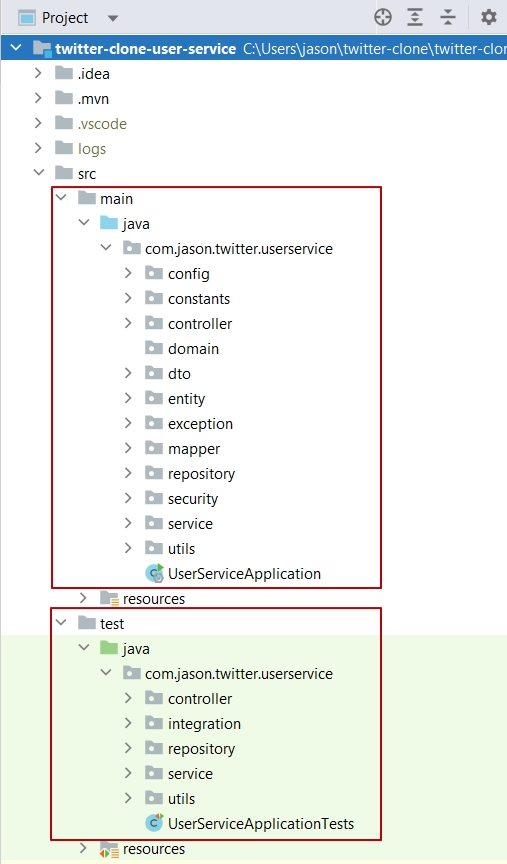 Project
twitter-clone-user-service C:\Users\jason\twitter-clone\twitter-clon
.idea
.mvn
.vscode
logs
src
main
java
com.jason.twitter.userservice
config
constants
controller
domain
dto
entity
exception
mapper
repository
security
service
utils
UserServiceApplication
resources
test
java
com.jason.twitter.userservice
controller
integration
repository
service
utils
UserServiceApplicationTests
resources